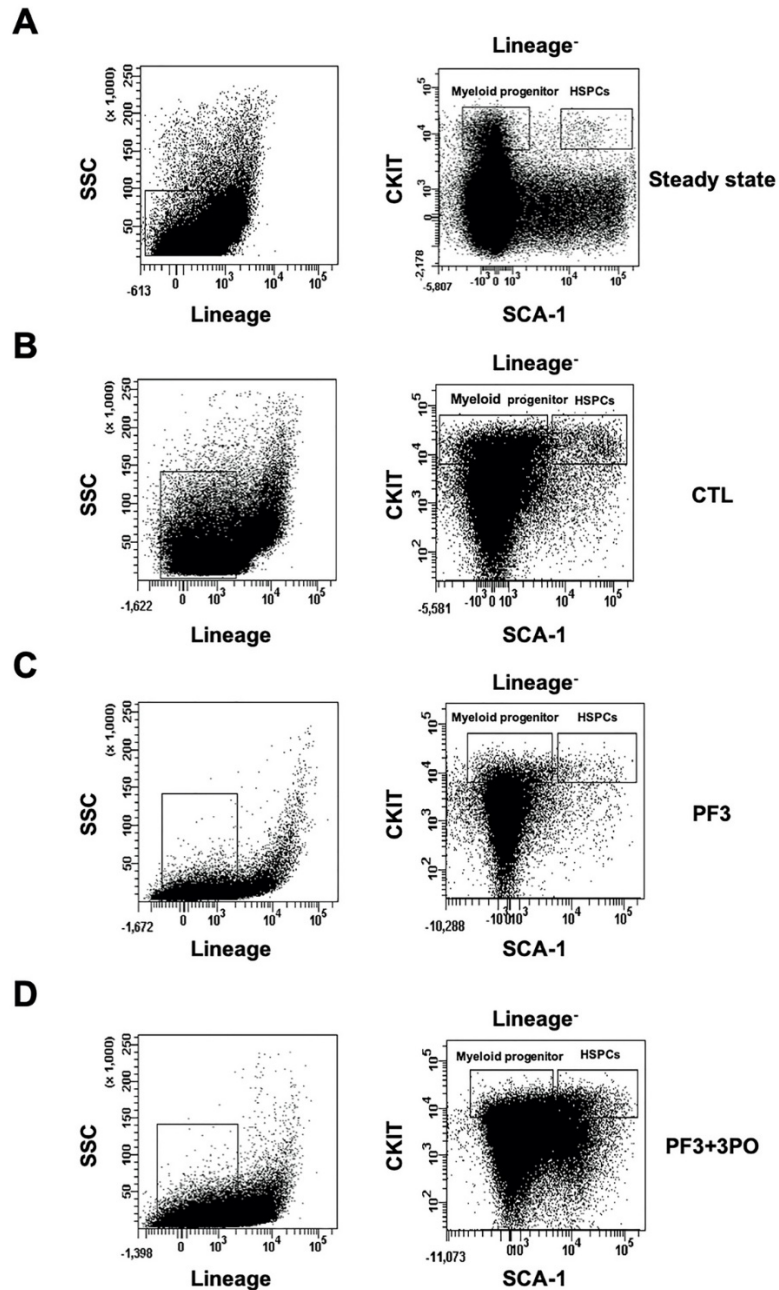 A
Lineage⁻
SSC
(× 1,000)
50 100 150 200 250
-613
0 10³ 10⁴ 10⁵
Lineage
CKIT
-2,178
0 10³ 10⁴ 10⁵
Myeloid progenitor HSPCs
-5,807
-10³ 0 10³ 10⁴ 10⁵
SCA-1
Steady state
B
Lineage⁻
SSC
(× 1,000)
50 100 150 200 250
-1,622
0 10³ 10⁴ 10⁵
Lineage
CKIT
10² 10³ 10⁴ 10⁵
Myeloid progenitor HSPCs
-5,581
-10³ 0 10³ 10⁴ 10⁵
SCA-1
CTL
C
Lineage⁻
SSC
(× 1,000)
50 100 150 200 250
-1,672
0 10³ 10⁴ 10⁵
Lineage
CKIT
10² 10³ 10⁴ 10⁵
Myeloid progenitor HSPCs
-10,288
-10³ 0 10³ 10⁴ 10⁵
SCA-1
PF3
D
Lineage⁻
SSC
(× 1,000)
50 100 150 200 250
-1,398
0 10³ 10⁴ 10⁵
Lineage
CKIT
10² 10³ 10⁴ 10⁵
Myeloid progenitor HSPCs
-11,073
0 10³ 10⁴ 10⁵
SCA-1
PF3+3PO